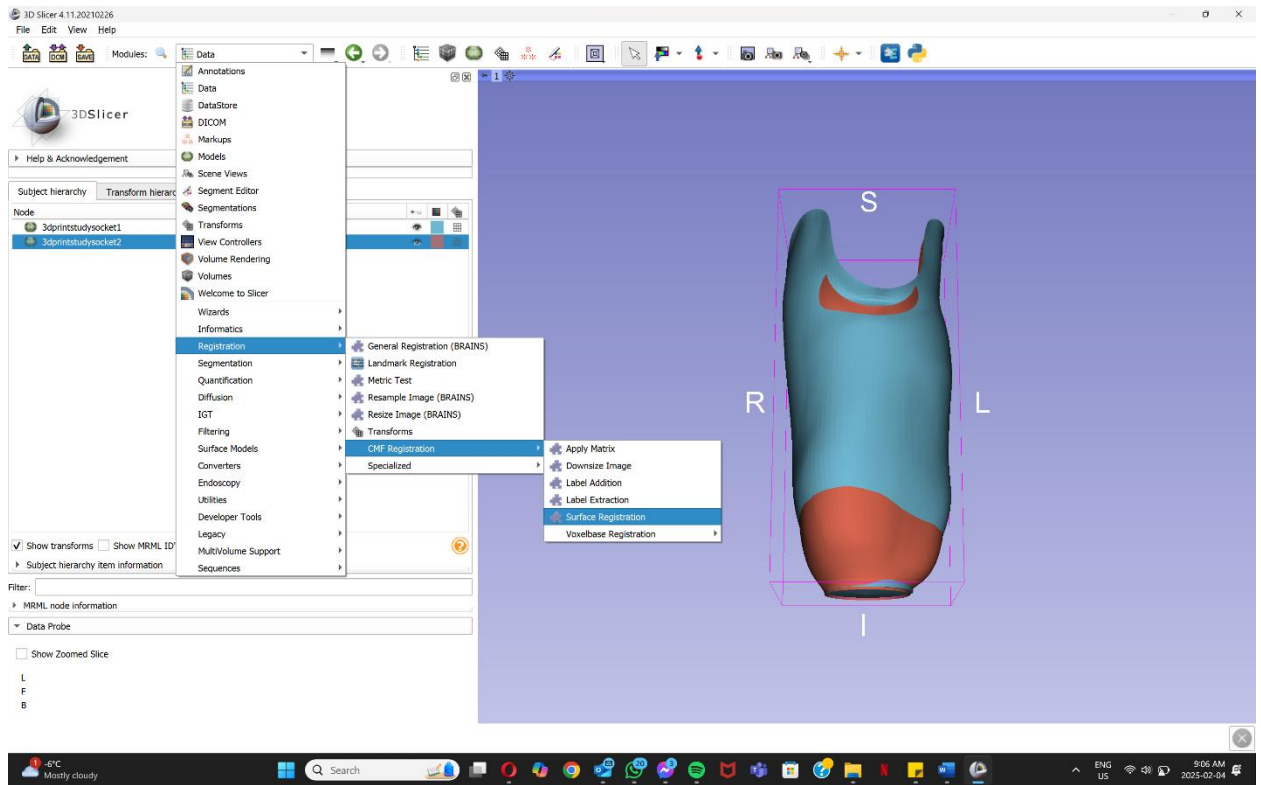 3D Slicer 4.11.20210226
File Edit View Help
DATA DCM SAVE Modules: Data
3DSlicer
Help & Acknowledgement
Subject hierarchy Transform hierarc
Node
3dprintstudysocket1
3dprintstudysocket2
Show transforms Show MRML ID'
Subject hierarchy item information
Filter:
MRML node information
Data Probe
Show Zoomed Slice
L
F
B
Annotations
Data
DataStore
DICOM
Markups
Models
Scene Views
Segment Editor
Segmentations
Transforms
View Controllers
Volume Rendering
Volumes
Welcome to Slicer
Wizards
Informatics
Registration
Segmentation
Quantification
Diffusion
IGT
Filtering
Surface Models
Converters
Endoscopy
Utilities
Developer Tools
Legacy
MultiVolume Support
Sequences
General Registration (BRAINS)
Landmark Registration
Metric Test
Resample Image (BRAINS)
Resize Image (BRAINS)
Transforms
CMF Registration
Specialized
Apply Matrix
Downsize Image
Label Addition
Label Extraction
Surface Registration
Voxelbase Registration
1
S
R
L
I
-6°C
Mostly cloudy
Search
20
3
ENG
US
9:06 AM
2025-02-04